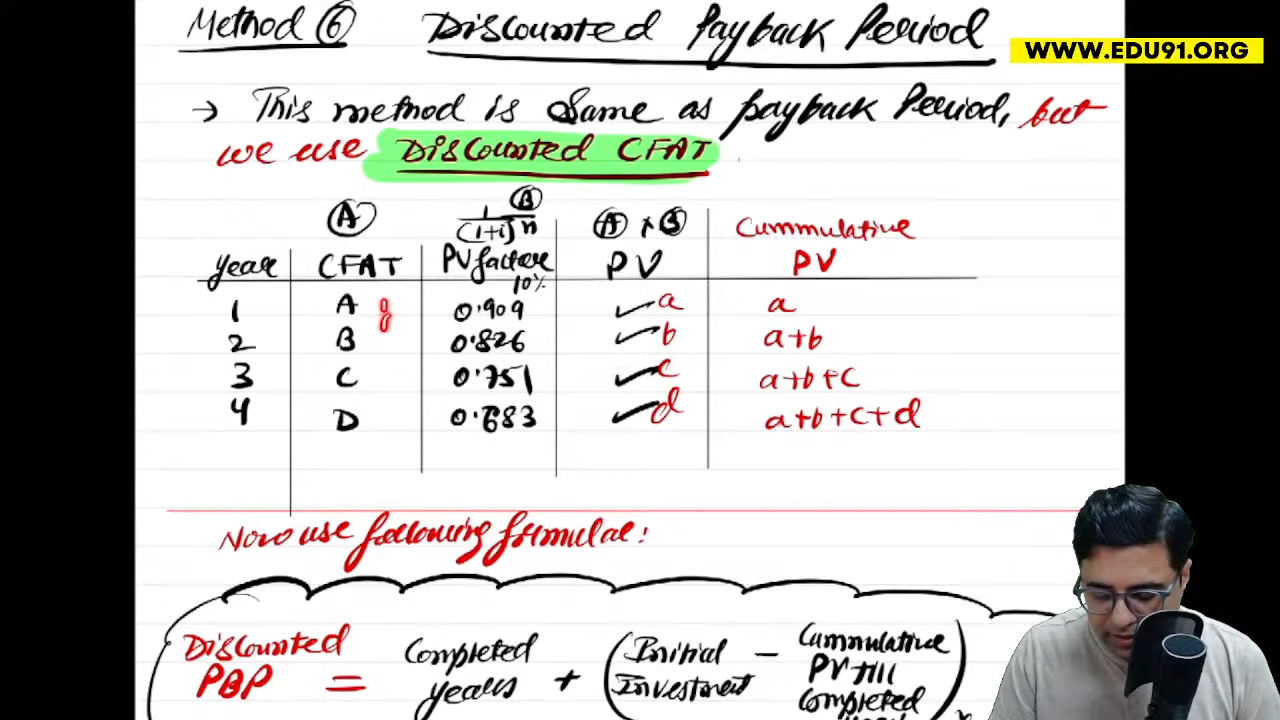 Method ⑥ Discounted Payback Period
WWW.EDU91.ORG
→ This method is Same as payback Period, but
we use Discounted CFAT
Ⓐ 1/(1+i)^n Ⓑ Ⓐ × Ⓑ Cummulative
Year CFAT PV factor 10% PV PV
1 A 0.909 ✓ a a
2 B 0.826 ✓ b a+b
3 C 0.751 ✓ c a+b+c
4 D 0.683 ✓ d a+b+c+d
Now use following formulae:
Discounted PBP = Completed years + ( Initial Investment − Cummulative PV till Completed